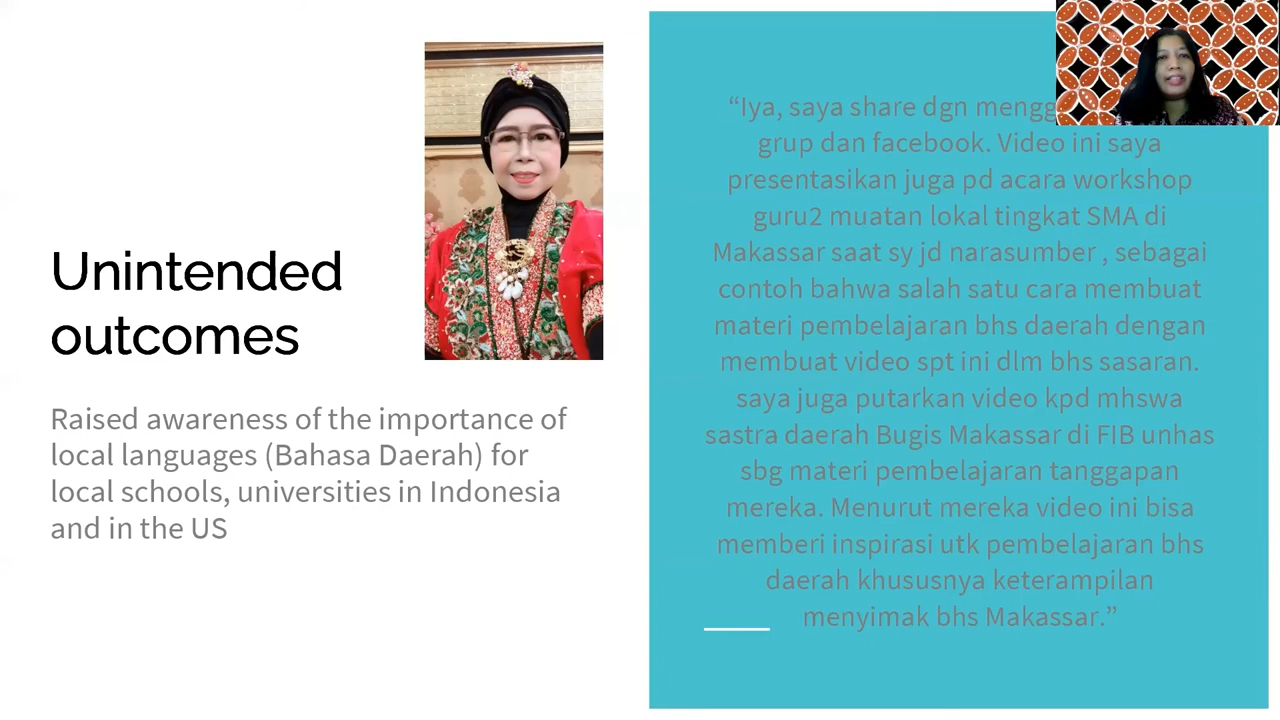 Unintended
outcomes
Raised awareness of the importance of
local languages (Bahasa Daerah) for
local schools, universities in Indonesia
and in the US
“Iya, saya share dgn
grup dan facebook. Video ini saya
presentasikan juga pd acara workshop
guru2 muatan lokal tingkat SMA di
Makassar saat sy jd narasumber , sebagai
contoh bahwa salah satu cara membuat
materi pembelajaran bhs daerah dengan
membuat video spt ini dlm bhs sasaran.
saya juga putarkan video kpd mhswa
sastra daerah Bugis Makassar di FIB unhas
sbg materi pembelajaran tanggapan
mereka. Menurut mereka video ini bisa
memberi inspirasi utk pembelajaran bhs
daerah khususnya keterampilan
menyimak bhs Makassar.”